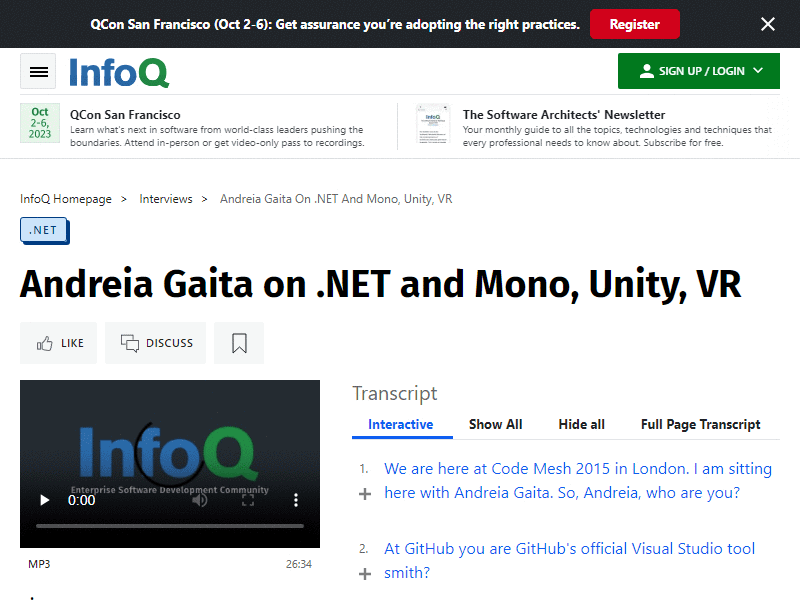 QCon San Francisco (Oct 2-6): Get assurance you're adopting the right practices.
Register
InfoQ
SIGN UP / LOGIN
Oct
2-6,
2023
QCon San Francisco
Learn what's next in software from world-class leaders pushing the
boundaries. Attend in-person or get video-only pass to recordings.
The Software Architects' Newsletter
Your monthly guide to all the topics, technologies and techniques that
every professional needs to know about. Subscribe for free.
InfoQ Homepage > Interviews > Andreia Gaita On .NET And Mono, Unity, VR
.NET
Andreia Gaita on .NET and Mono, Unity, VR
LIKE
DISCUSS
InfoQ
Enterprise Software Development Community
0:00
MP3
26:34
Transcript
Interactive
Show All
Hide all
Full Page Transcript
1. We are here at Code Mesh 2015 in London. I am sitting
here with Andreia Gaita. So, Andreia, who are you?
2. At GitHub you are GitHub's official Visual Studio tool
smith?